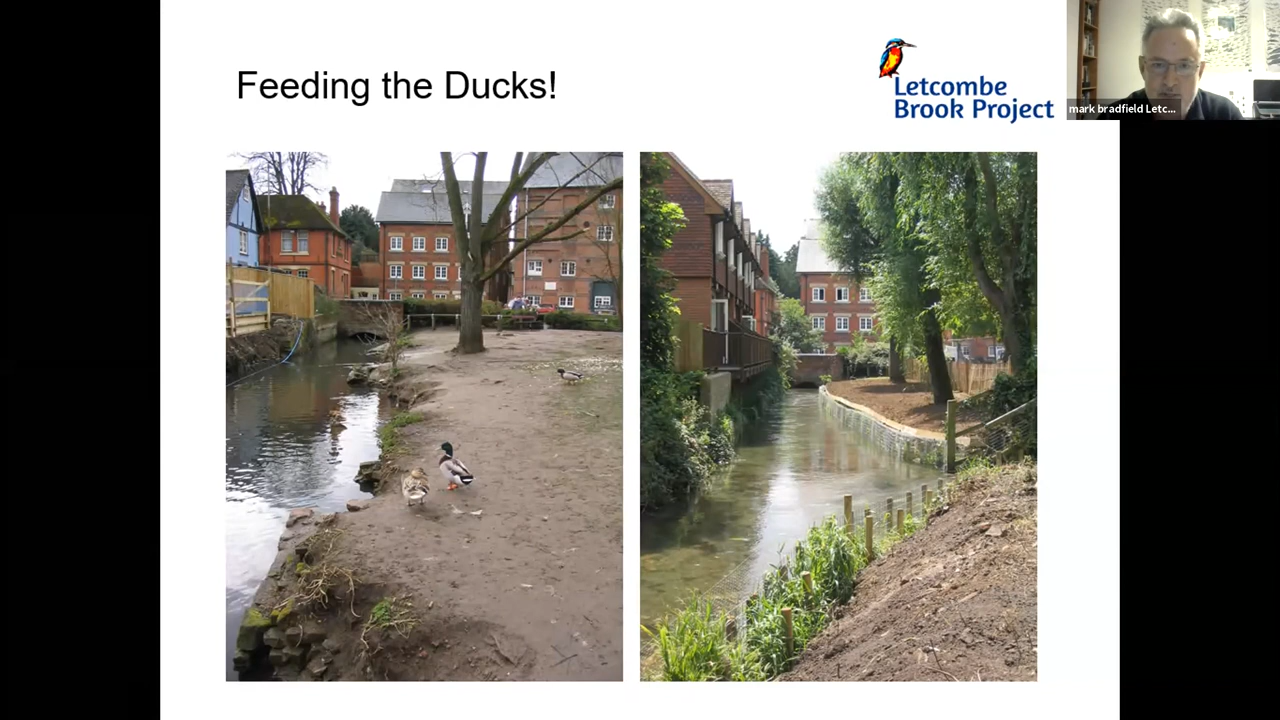 Feeding the Ducks!
Letcombe
Brook Project
mark bradfield Letc...